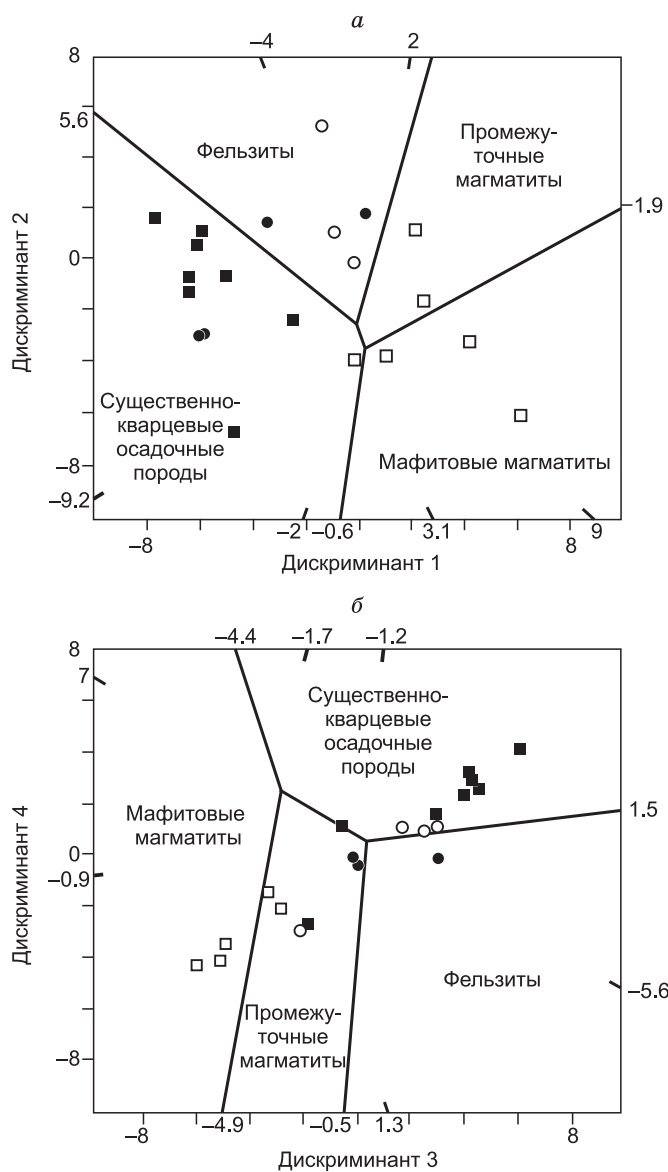 а
–4
2
8
5.6
Фельзиты
Промежу-
точные
магматиты
–1.9
0
Дискриминант 2
Существенно-
кварцевые
осадочные
породы
Мафитовые магматиты
–8
–9.2
–8
–2
–0.6
3.1
8
9
Дискриминант 1
б
–4.4
–1.7
–1.2
8
7
Существенно-
кварцевые
осадочные
породы
Мафитовые
магматиты
1.5
0
–0.9
Дискриминант 4
Фельзиты
–5.6
Промежу-
точные
магматиты
–8
–8
–4.9
–0.5
1.3
8
Дискриминант 3